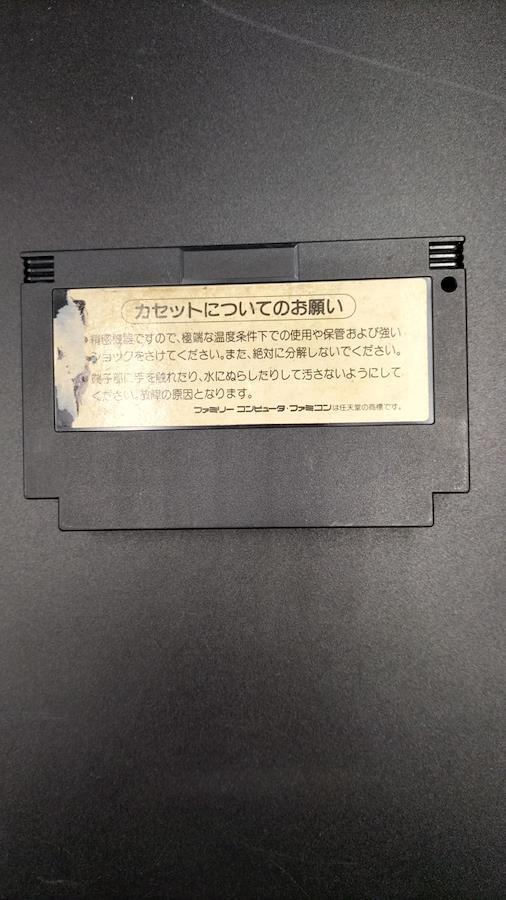 カセットについてのお願い
●精密機器ですので、極端な温度条件下での使用や保管および強い
ショックをさけてください。また、絶対に分解しないでください。
●端子部に手を触れたり、水にぬらしたりして汚さないようにして
ください。故障の原因となります。
ファミリー コンピュータ・ファミコンは任天堂の商標です。